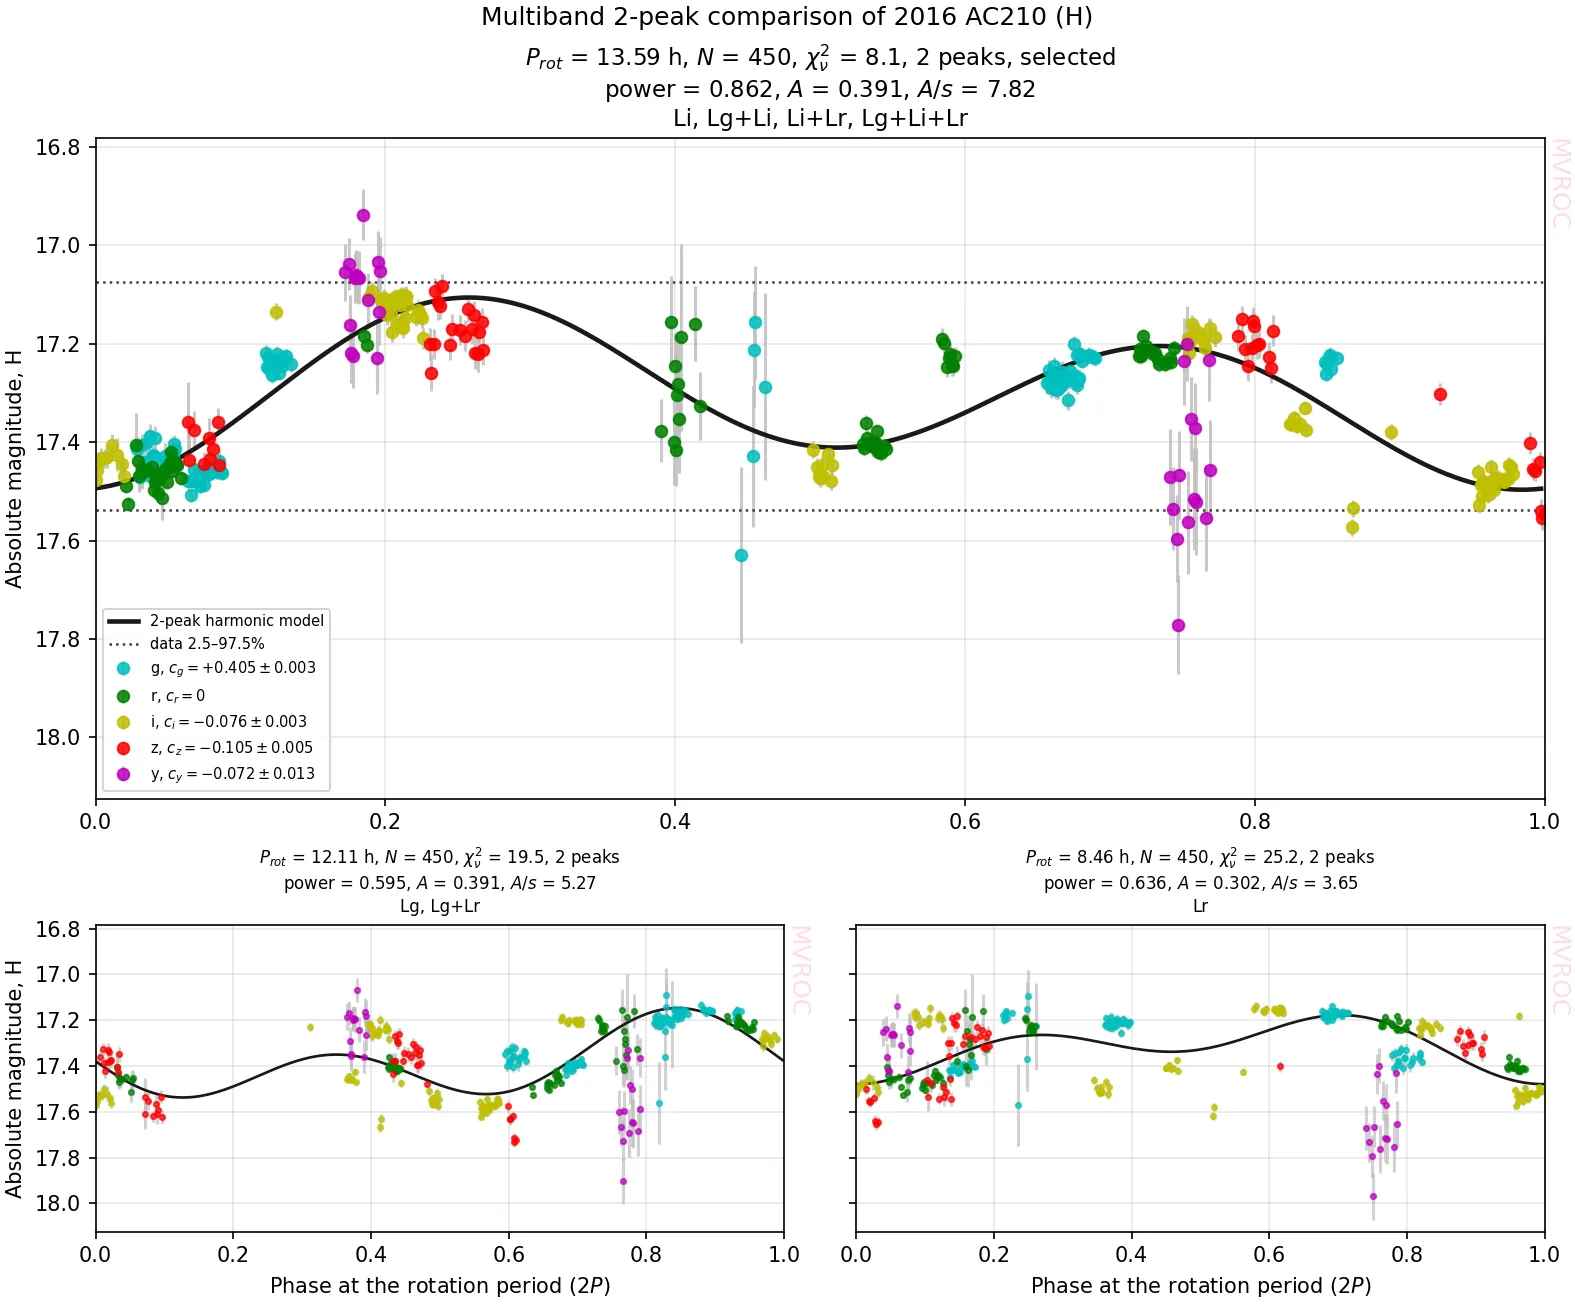 Multiband 2-peak comparison of 2016 AC210 (H)
P_rot = 13.59 h, N = 450, χ²_ν = 8.1, 2 peaks, selected
power = 0.862, A = 0.391, A/s = 7.82
Li, Lg+Li, Li+Lr, Lg+Li+Lr
16.8
17.0
17.2
17.4
17.6
17.8
18.0
Absolute magnitude, H
MVROC
2-peak harmonic model
data 2.5–97.5%
g, c_g = +0.405 ± 0.003
r, c_r = 0
i, c_i = −0.076 ± 0.003
z, c_z = −0.105 ± 0.005
y, c_y = −0.072 ± 0.013
0.0 0.2 0.4 0.6 0.8 1.0
P_rot = 12.11 h, N = 450, χ²_ν = 19.5, 2 peaks
power = 0.595, A = 0.391, A/s = 5.27
Lg, Lg+Lr
16.8
17.0
17.2
17.4
17.6
17.8
18.0
Absolute magnitude, H
MVROC
0.0 0.2 0.4 0.6 0.8 1.0
Phase at the rotation period (2P)
P_rot = 8.46 h, N = 450, χ²_ν = 25.2, 2 peaks
power = 0.636, A = 0.302, A/s = 3.65
Lr
MVROC
0.0 0.2 0.4 0.6 0.8 1.0
Phase at the rotation period (2P)